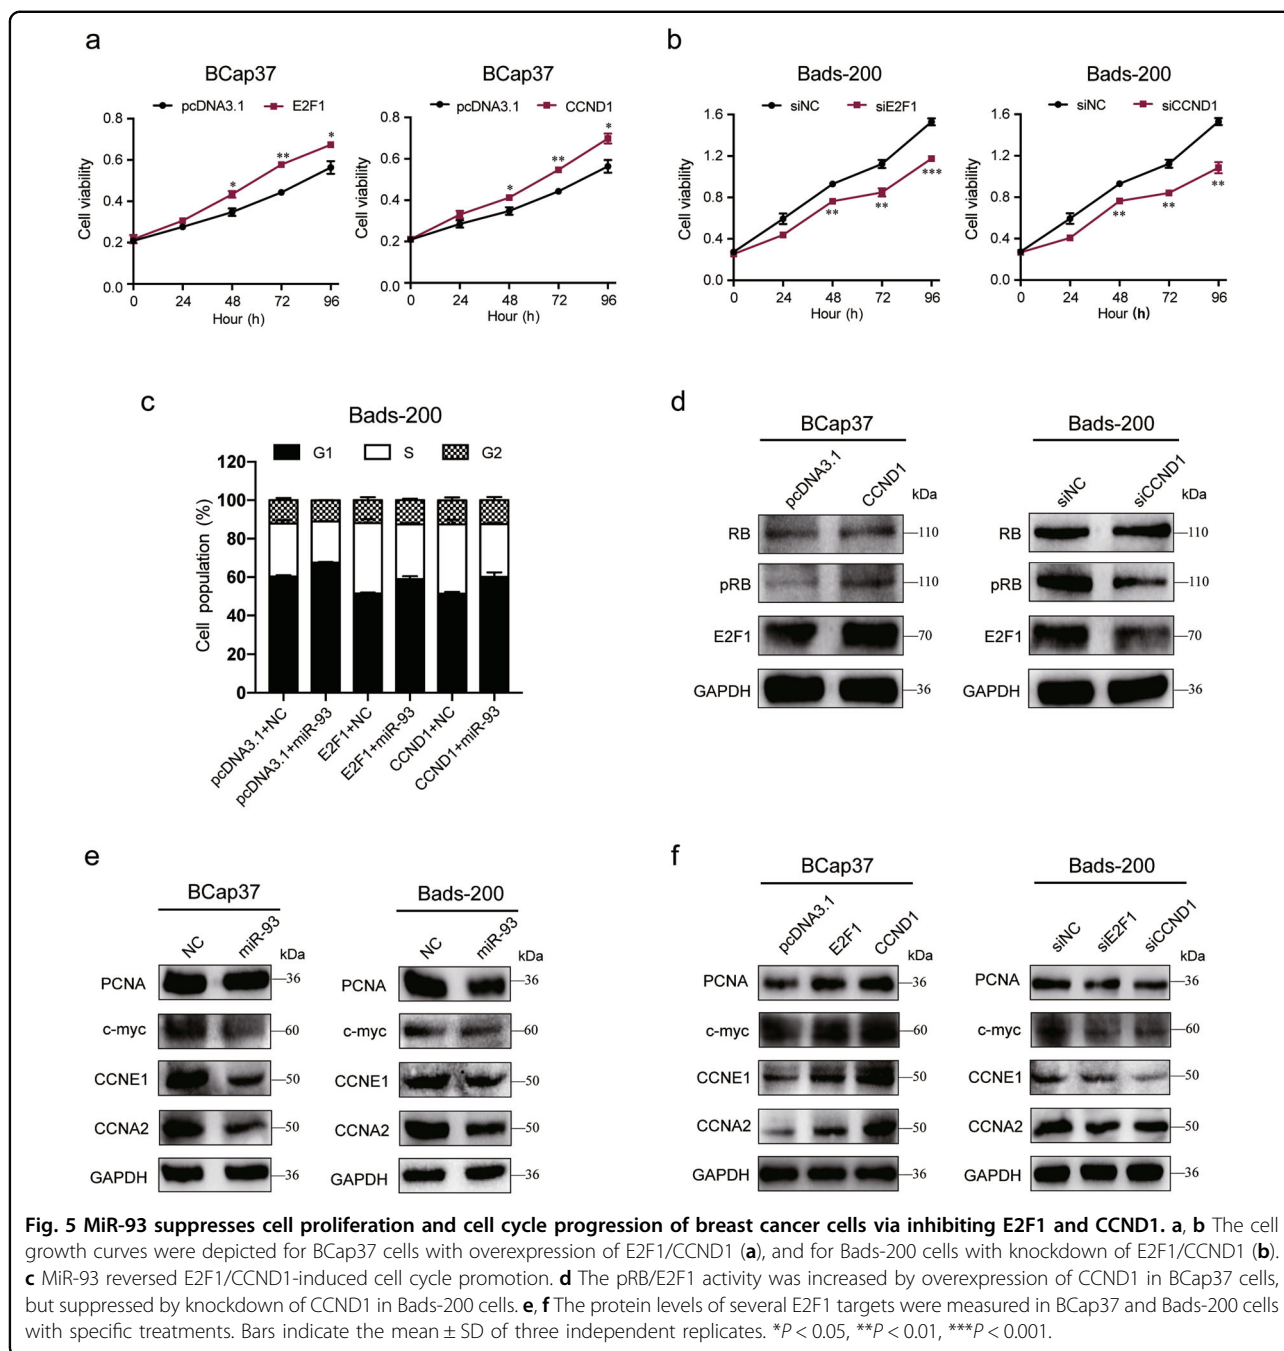 a
BCap37
pcDNA3.1 E2F1
Cell viability
0.8
0.6
0.4
0.2
0.0
* ** *
0 24 48 72 96
Hour (h)
BCap37
pcDNA3.1 CCND1
Cell viability
0.8
0.6
0.4
0.2
0.0
* ** *
0 24 48 72 96
Hour (h)
b
Bads-200
siNC siE2F1
Cell viability
1.6
1.2
0.8
0.4
0.0
** ** ***
0 24 48 72 96
Hour (h)
Bads-200
siNC siCCND1
Cell viability
1.6
1.2
0.8
0.4
0.0
** ** **
0 24 48 72 96
Hour (h)
c
Bads-200
G1 S G2
Cell population (%)
120
100
80
60
40
20
0
pcDNA3.1+NC
pcDNA3.1+miR-93
E2F1+NC
E2F1+miR-93
CCND1+NC
CCND1+miR-93
d
BCap37
pcDNA3.1 CCND1 kDa
RB 110
pRB 110
E2F1 70
GAPDH 36
Bads-200
siNC siCCND1 kDa
RB 110
pRB 110
E2F1 70
GAPDH 36
e
BCap37
NC miR-93 kDa
PCNA 36
c-myc 60
CCNE1 50
CCNA2 50
GAPDH 36
Bads-200
NC miR-93 kDa
PCNA 36
c-myc 60
CCNE1 50
CCNA2 50
GAPDH 36
f
BCap37
pcDNA3.1 E2F1 CCND1 kDa
PCNA 36
c-myc 60
CCNE1 50
CCNA2 50
GAPDH 36
Bads-200
siNC siE2F1 siCCND1 kDa
PCNA 36
c-myc 60
CCNE1 50
CCNA2 50
GAPDH 36
Fig. 5 MiR-93 suppresses cell proliferation and cell cycle progression of breast cancer cells via inhibiting E2F1 and CCND1. a, b The cell
growth curves were depicted for BCap37 cells with overexpression of E2F1/CCND1 (a), and for Bads-200 cells with knockdown of E2F1/CCND1 (b).
c MiR-93 reversed E2F1/CCND1-induced cell cycle promotion. d The pRB/E2F1 activity was increased by overexpression of CCND1 in BCap37 cells,
but suppressed by knockdown of CCND1 in Bads-200 cells. e, f The protein levels of several E2F1 targets were measured in BCap37 and Bads-200 cells
with specific treatments. Bars indicate the mean ± SD of three independent replicates. *P < 0.05, **P < 0.01, ***P < 0.001.